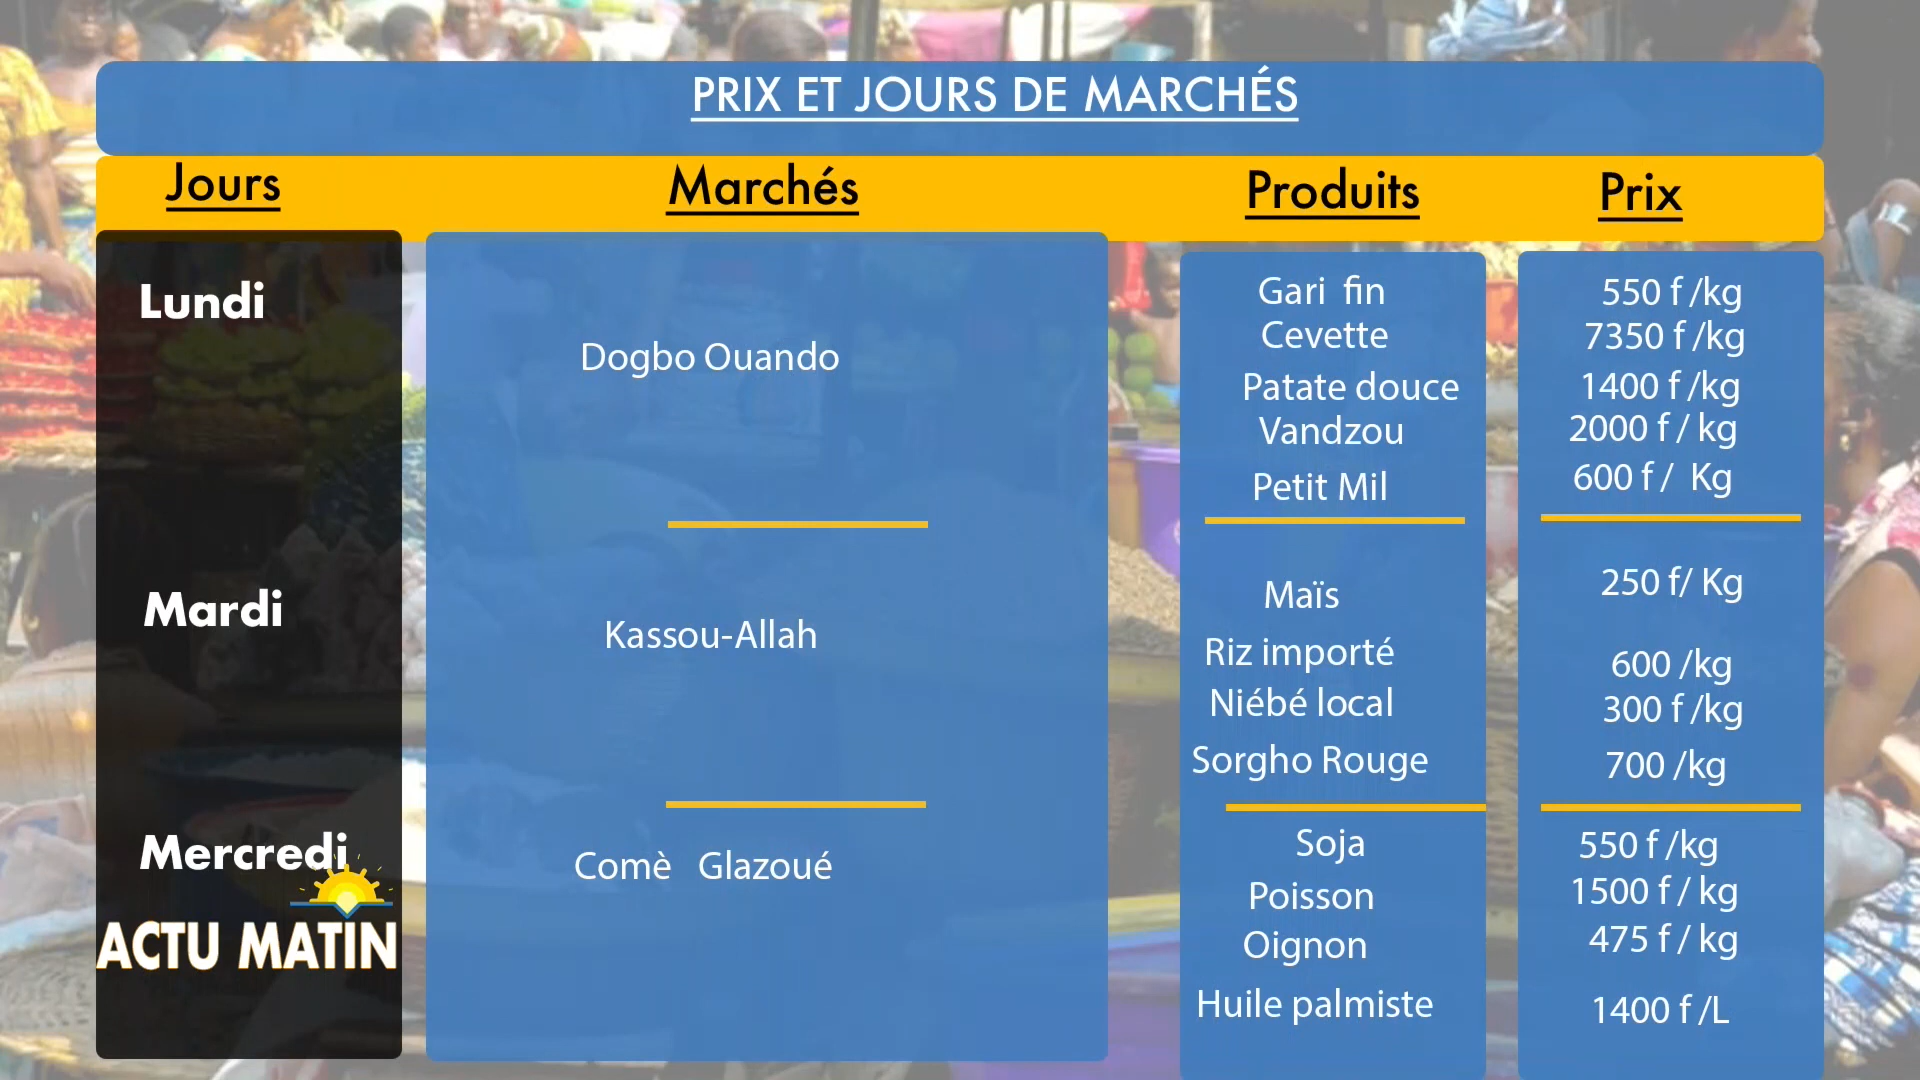 PRIX ET JOURS DE MARCHÉS
Jours Marchés Produits Prix
Lundi
Dogbo Ouando
Gari fin 550 f /kg
Cevette 7350 f /kg
Patate douce 1400 f /kg
Vandzou 2000 f / kg
Petit Mil 600 f / Kg
Mardi
Kassou-Allah
Maïs 250 f/ Kg
Riz importé 600 /kg
Niébé local 300 f /kg
Sorgho Rouge 700 /kg
Mercredi
Comè Glazoué
Soja 550 f /kg
Poisson 1500 f / kg
Oignon 475 f / kg
Huile palmiste 1400 f /L
ACTU MATIN